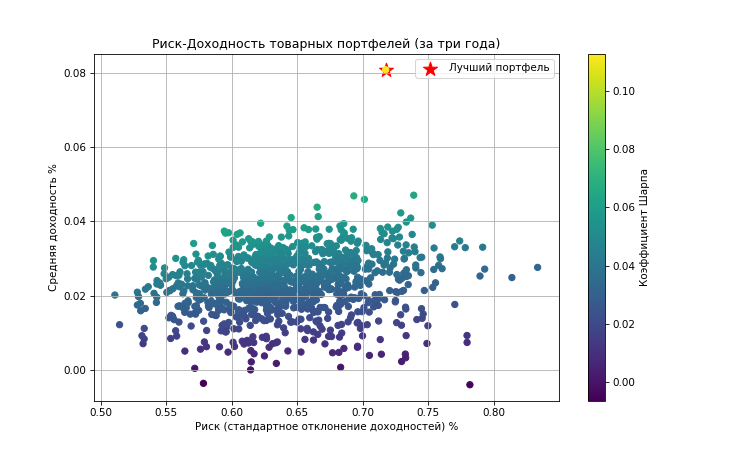 Риск-Доходность товарных портфелей (за три года)
Лучший портфель
Средняя доходность %
0.08
0.06
0.04
0.02
0.00
0.50 0.55 0.60 0.65 0.70 0.75 0.80
Риск (стандартное отклонение доходностей) %
0.10
0.08
0.06
0.04
0.02
0.00
Коэффициент Шарпа